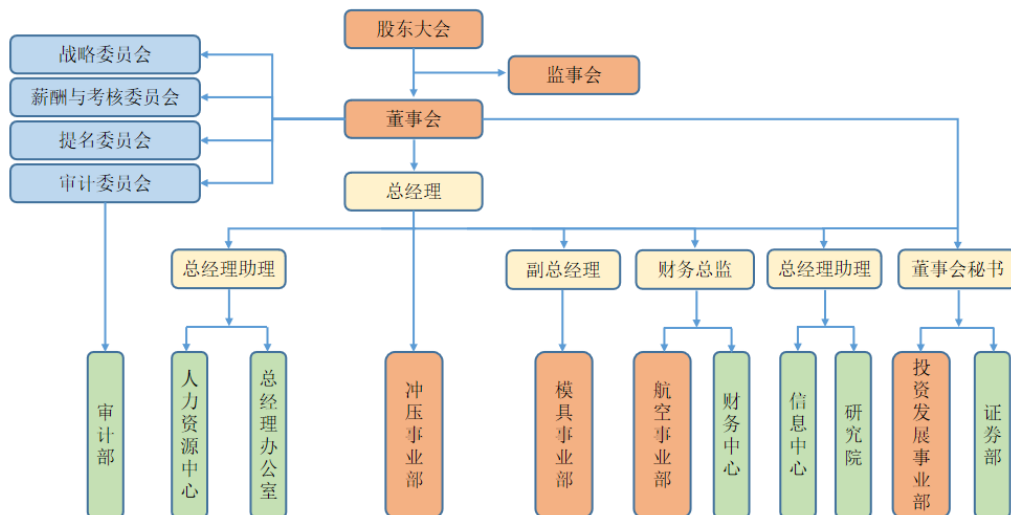 股东大会
战略委员会
监事会
薪酬与考核委员会
董事会
提名委员会
审计委员会
总经理
总经理助理
副总经理
财务总监
总经理助理
董事会秘书
审计部
人力资源中心
总经理办公室
冲压事业部
模具事业部
航空事业部
财务中心
信息中心
研究院
投资发展事业部
证券部